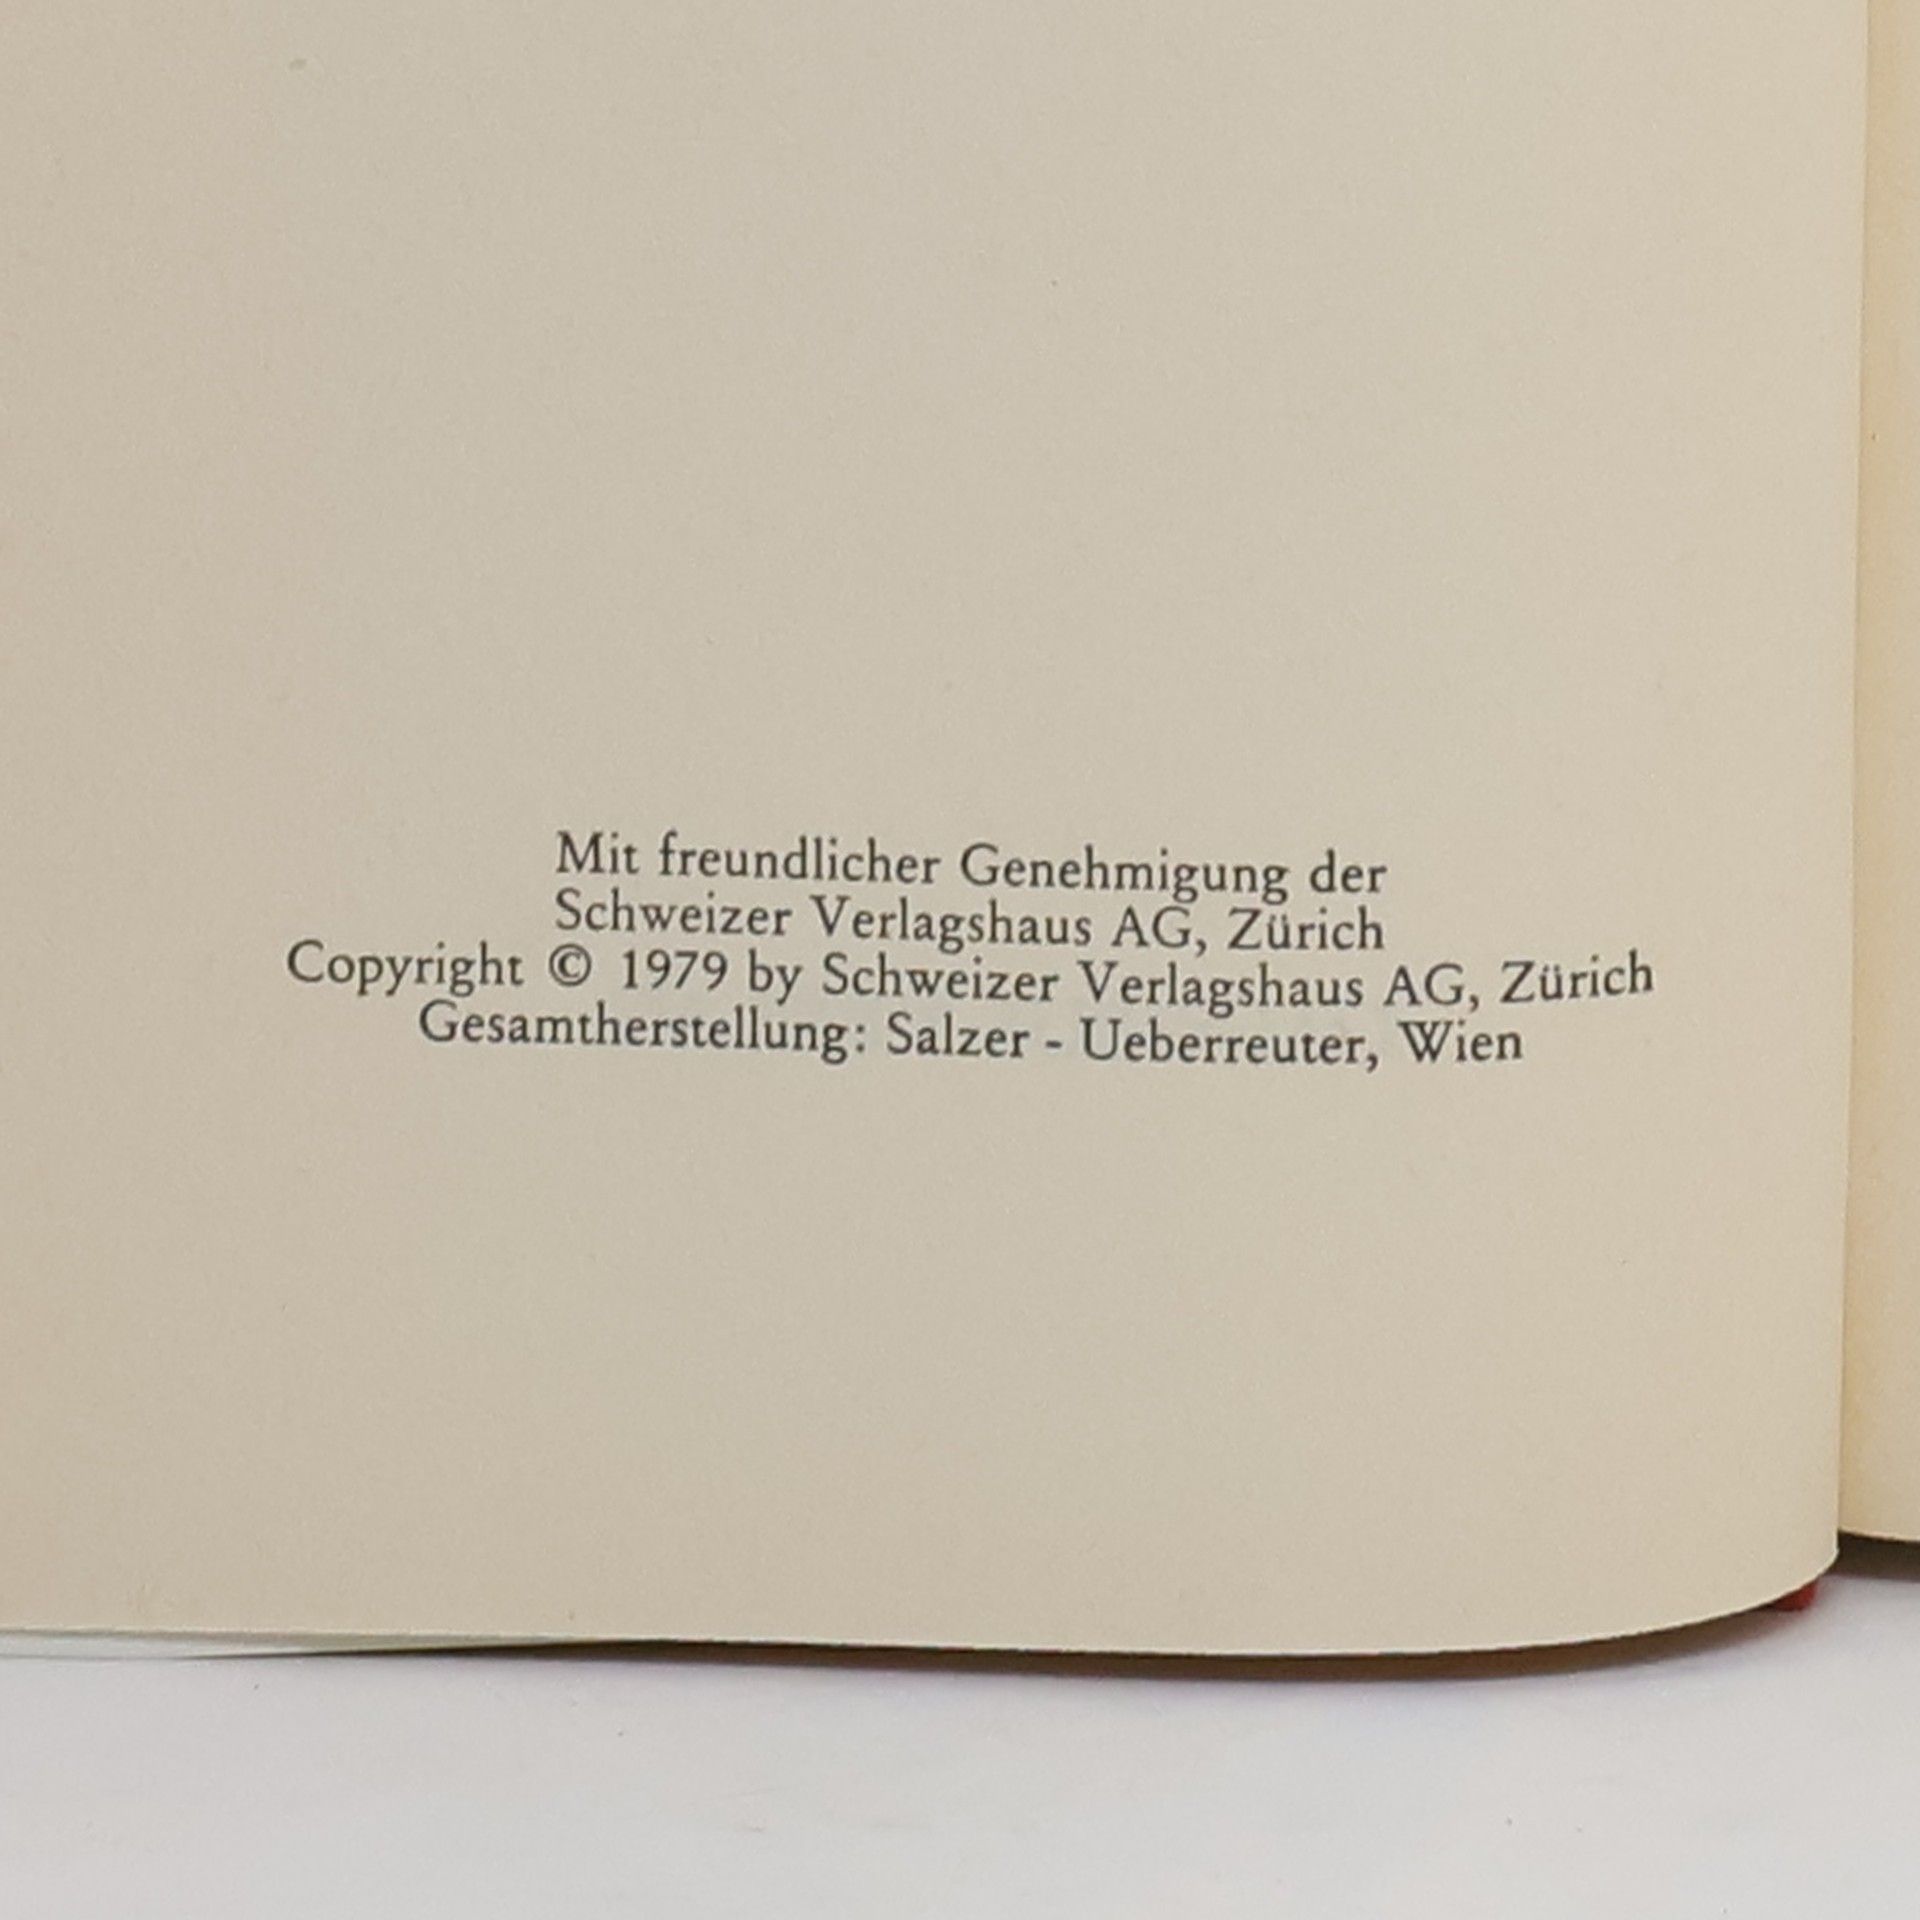 Mit freundlicher Genehmigung der
Schweizer Verlagshaus AG, Zürich
Copyright © 1979 by Schweizer Verlagshaus AG, Zürich
Gesamtherstellung: Salzer - Ueberreuter, Wien